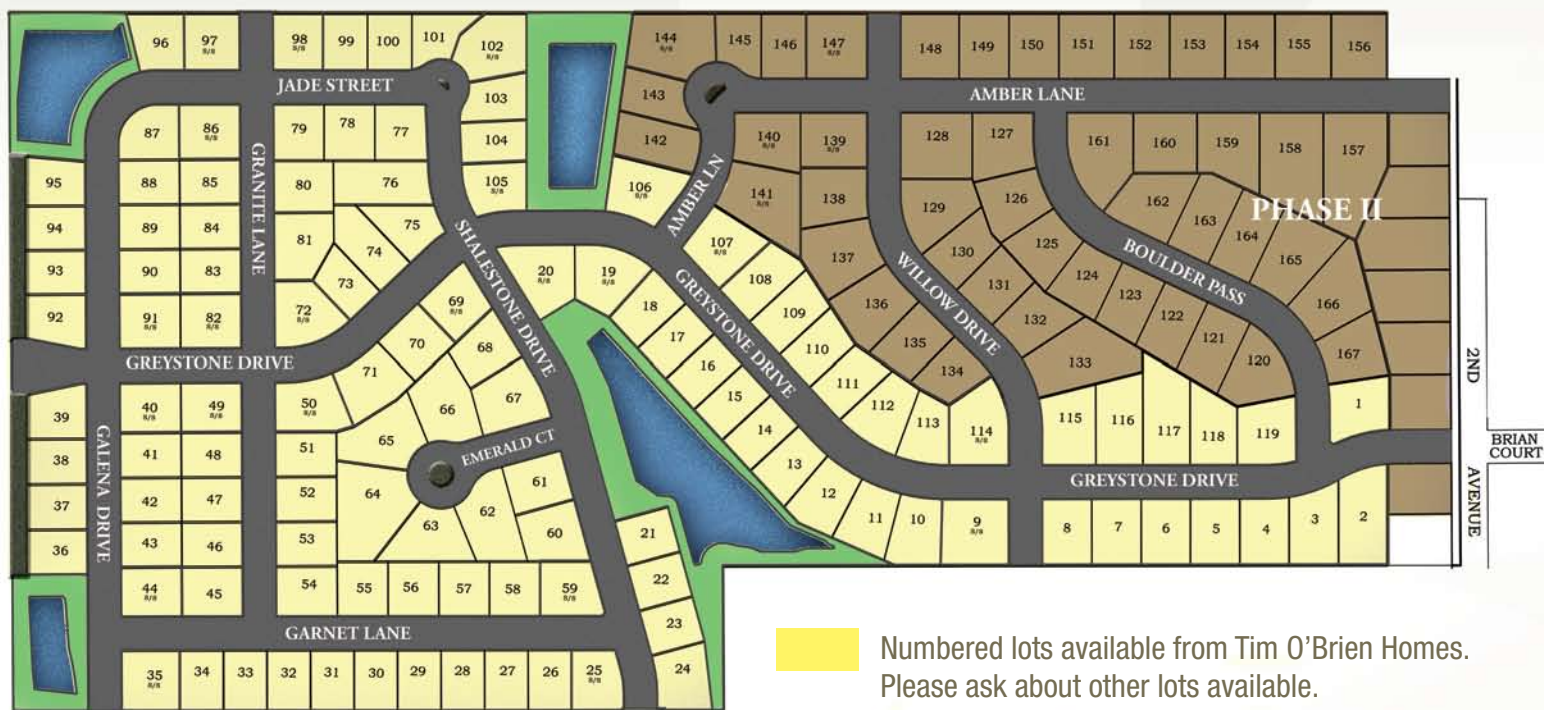 96 97 98 99 100 101 102 144 145 146 147 148 149 150 151 152 153 154 155 156
S/S S/S S/S S/S S/S
JADE STREET
AMBER LANE
103 143
87 86 79 78 77 104 142 140 139 128 127 161 160 159 158 157
S/S S/S S/S
GRANITE LANE
AMBER LN
95 88 85 80 76 105 106 141 138 129 126 162 163 164
S/S S/S S/S
PHASE II
94 89 84 81 74 75 107 137 130 125 165
S/S
SHALESTONE DRIVE
WILLOW DRIVE
BOULDER PASS
93 90 83 73 20 19 108 136 131 124 123 166
S/S S/S
GREYSTONE DRIVE
92 91 82 72 69 18 109 135 132 122 121 167
S/S S/S S/S S/S
70 68 17 110 134 133 120
GREYSTONE DRIVE
71 67 16 111
2ND
AVENUE
BRIAN
COURT
39 40 49 50 66 15 112 113 114 115 116 117 118 119 1
S/S S/S S/S S/S
GALENA DRIVE
38 41 48 51 65 14
EMERALD CT
37 42 47 52 64 61 13
GREYSTONE DRIVE
36 43 46 53 63 62 60 21 12 11 10 9 8 7 6 5 4 3 2
S/S
44 45 54 55 56 57 58 59 22
S/S S/S
GARNET LANE
23
35 34 33 32 31 30 29 28 27 26 25 24
S/S S/S
Numbered lots available from Tim O’Brien Homes.
Please ask about other lots available.